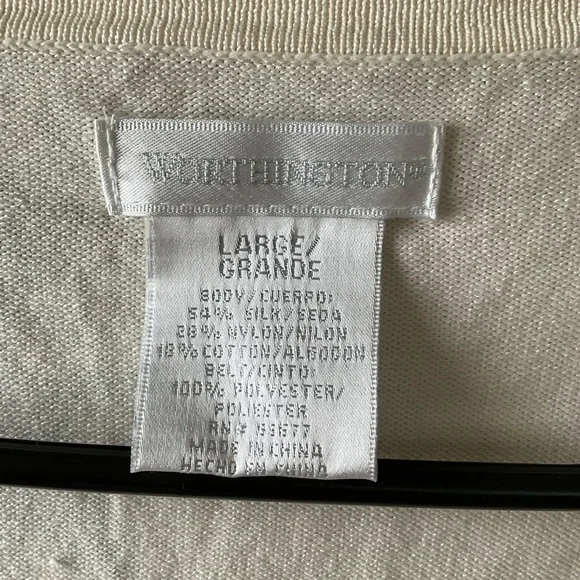 WORTHINGTON®
LARGE/
GRANDE
BODY/CUERPO:
54% SILK/SEDA
28% NYLON/NILON
18% COTTON/ALGODON
BELT/CINTO:
100% POLYESTER/
POLIESTER
RN#
MADE IN CHINA
HECHO EN CHINA